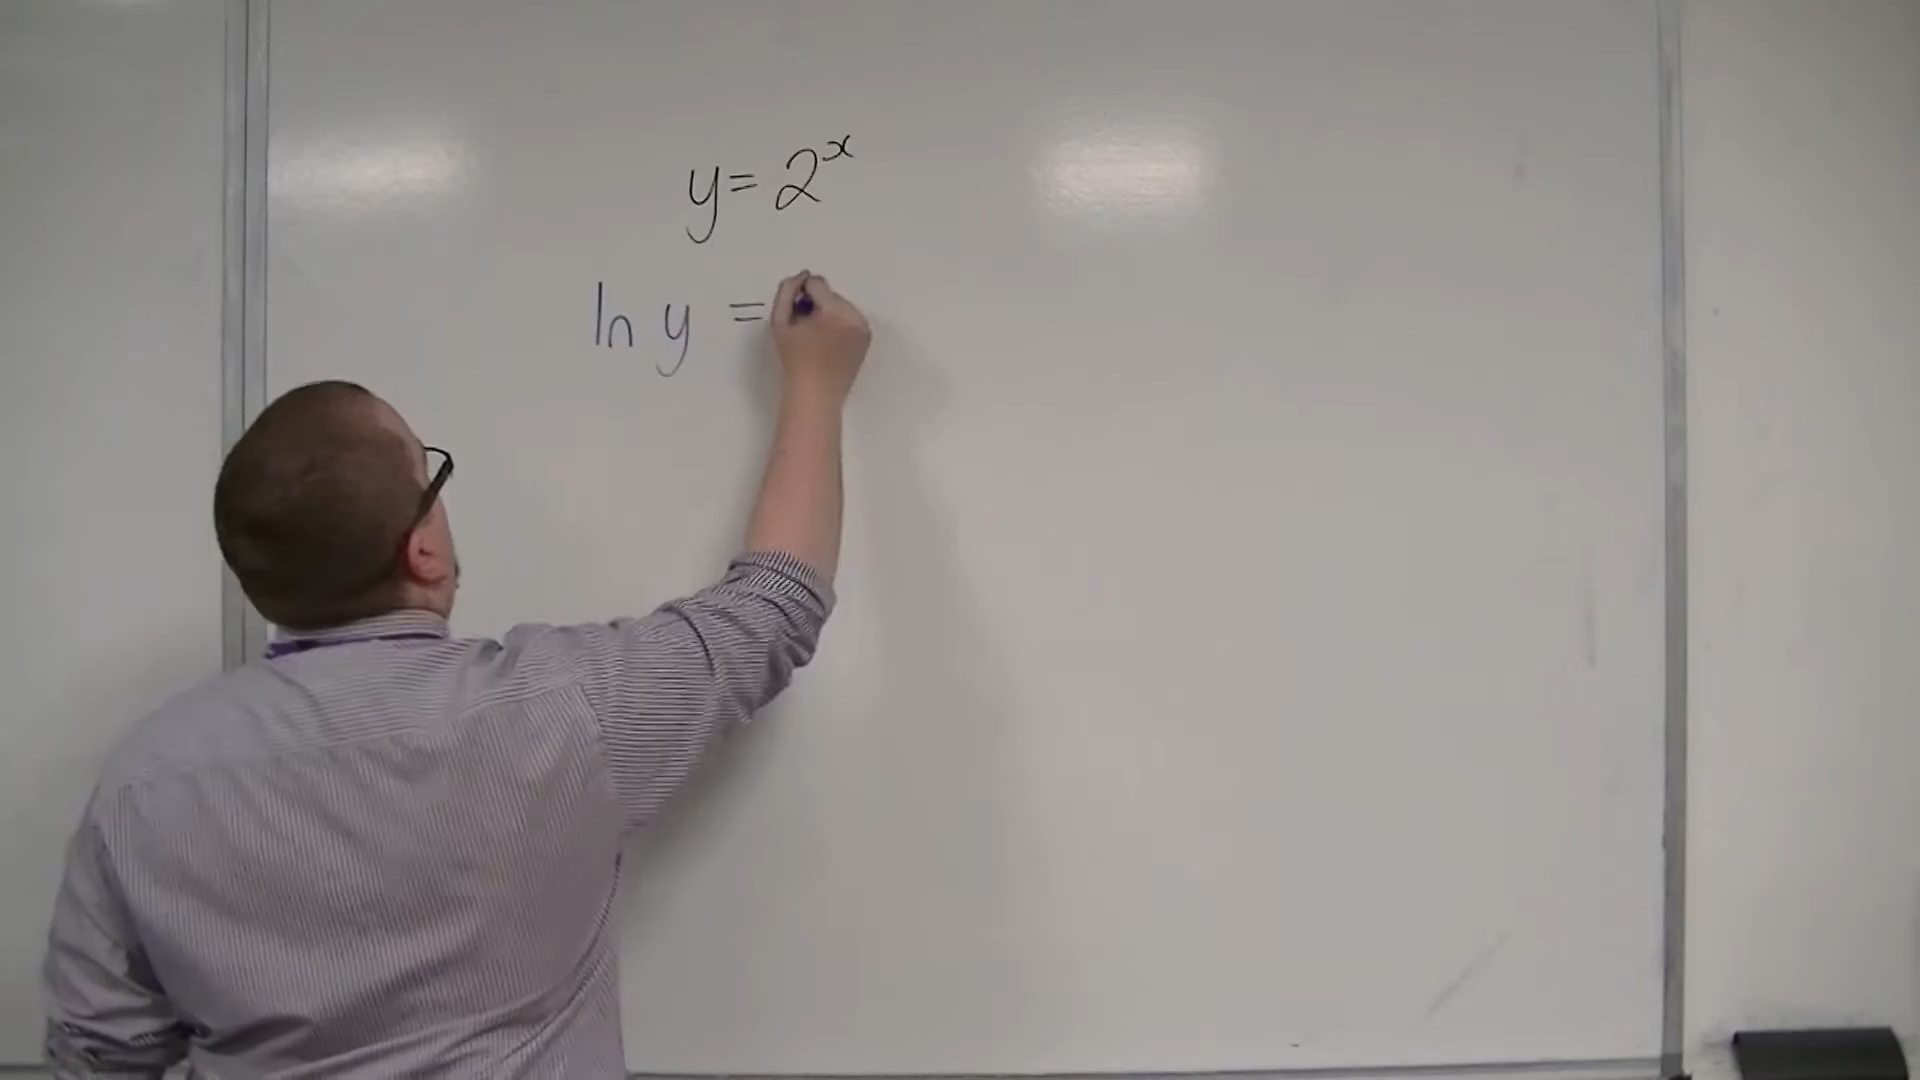 y = 2^x
ln y =